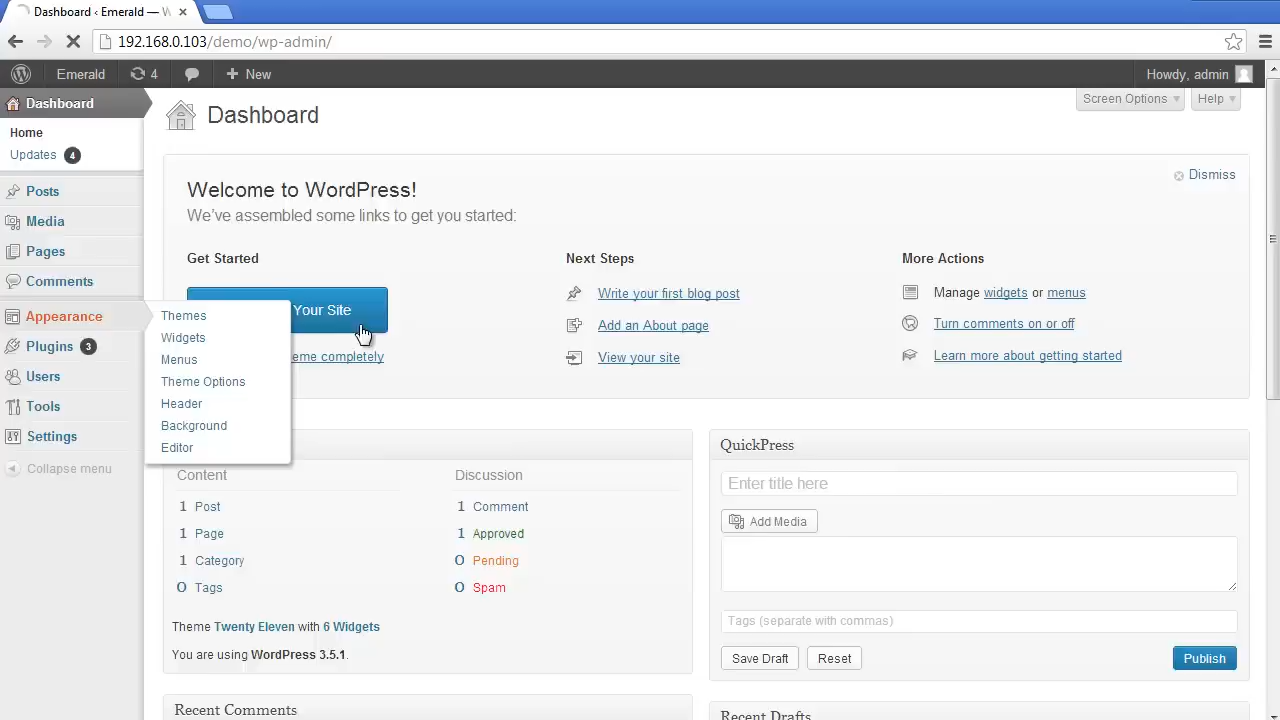 Dashboard ‹ Emerald — W
192.168.0.103/demo/wp-admin/
Emerald
4
New
Howdy, admin
Dashboard
Home
Updates 4
Posts
Media
Pages
Comments
Appearance
Plugins 3
Users
Tools
Settings
Collapse menu
Themes
Widgets
Menus
Theme Options
Header
Background
Editor
Dashboard
Screen Options
Help
Welcome to WordPress!
We've assembled some links to get you started:
Dismiss
Get Started
Your Site
eme completely
Next Steps
Write your first blog post
Add an About page
View your site
More Actions
Manage widgets or menus
Turn comments on or off
Learn more about getting started
Content
1 Post
1 Page
1 Category
0 Tags
Discussion
1 Comment
1 Approved
0 Pending
0 Spam
Theme Twenty Eleven with 6 Widgets
You are using WordPress 3.5.1.
QuickPress
Enter title here
Add Media
Tags (separate with commas)
Save Draft
Reset
Publish
Recent Comments
Recent Drafts